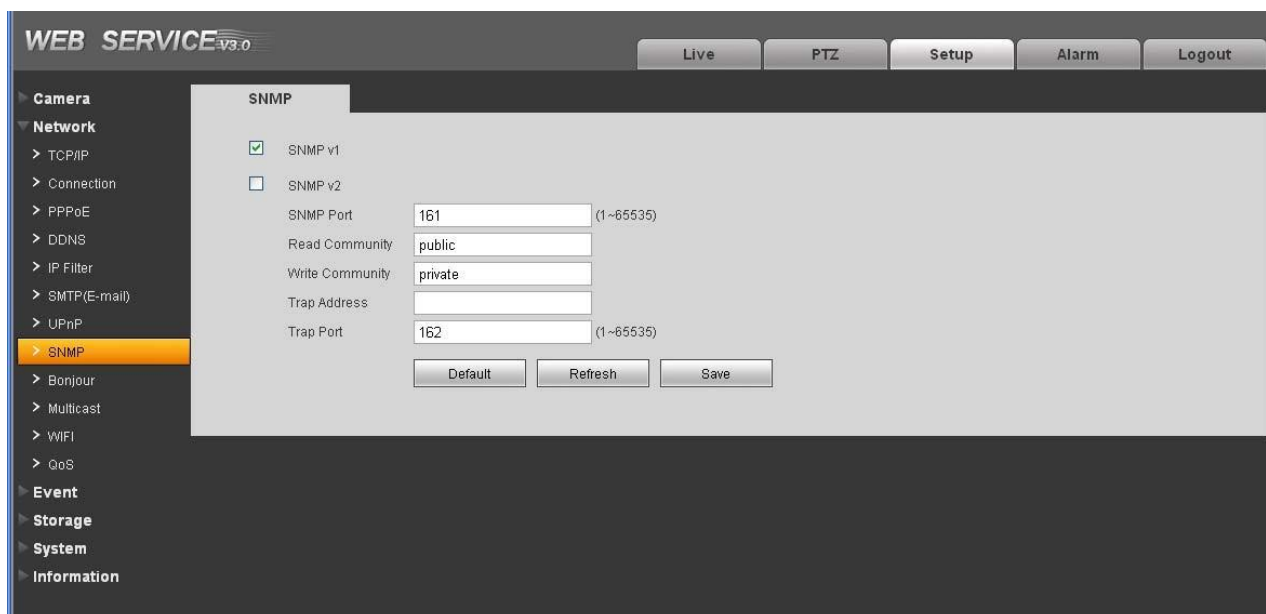 WEB SERVICE V3.0
Live PTZ Setup Alarm Logout
Camera
Network
> TCP/IP
> Connection
> PPPoE
> DDNS
> IP Filter
> SMTP(E-mail)
> UPnP
> SNMP
> Bonjour
> Multicast
> WIFI
> QoS
Event
Storage
System
Information
SNMP
SNMP v1
SNMP v2
SNMP Port 161 (1~65535)
Read Community public
Write Community private
Trap Address
Trap Port 162 (1~65535)
Default Refresh Save